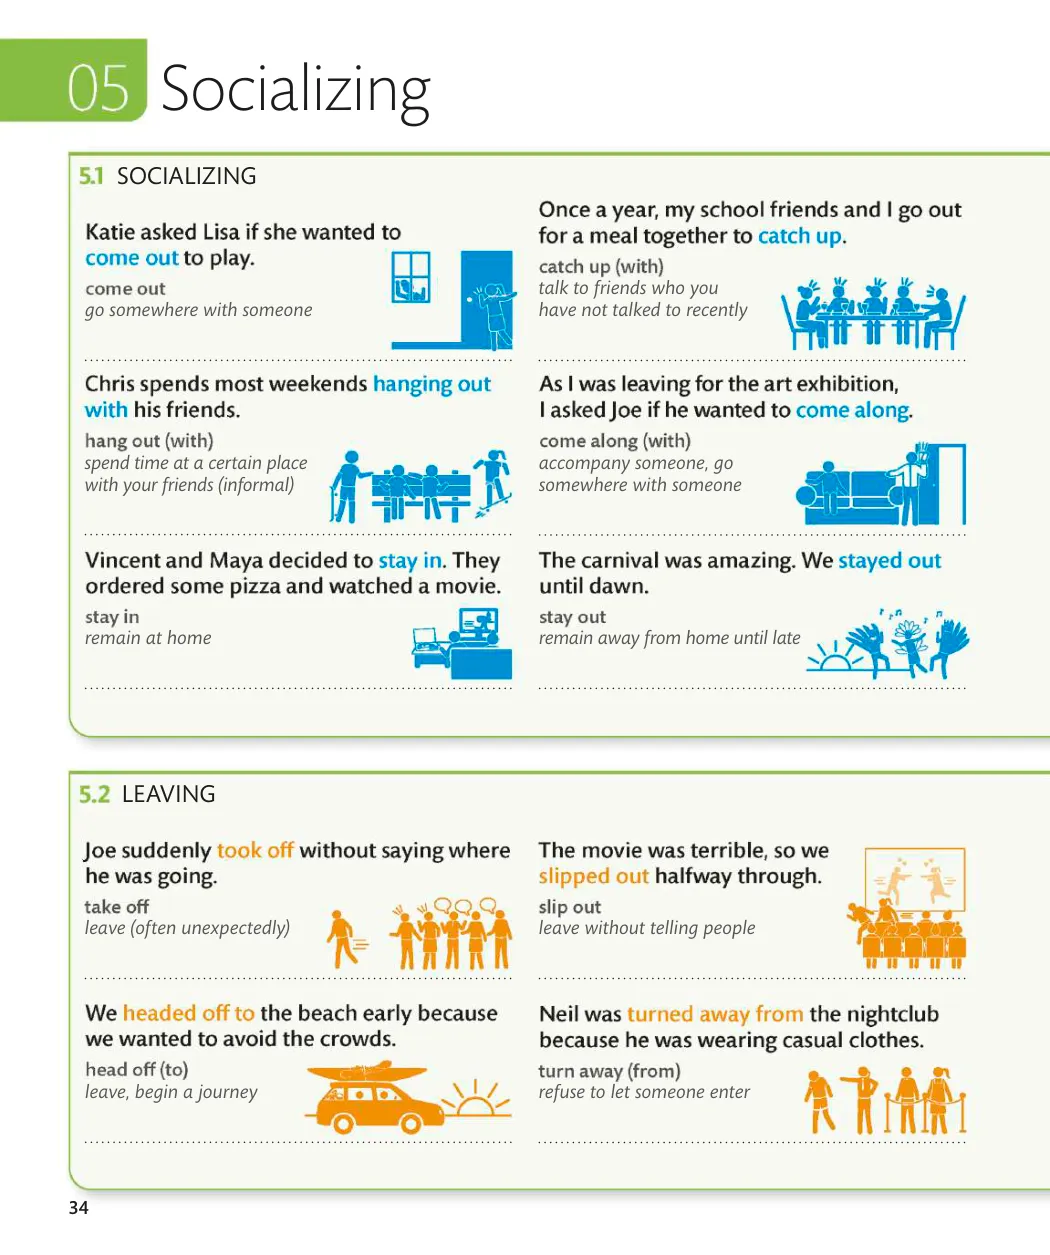 05 Socializing
5.1 SOCIALIZING
Katie asked Lisa if she wanted to
come out to play.
come out
go somewhere with someone
Once a year, my school friends and I go out
for a meal together to catch up.
catch up (with)
talk to friends who you
have not talked to recently
Chris spends most weekends hanging out
with his friends.
hang out (with)
spend time at a certain place
with your friends (informal)
As I was leaving for the art exhibition,
I asked Joe if he wanted to come along.
come along (with)
accompany someone, go
somewhere with someone
Vincent and Maya decided to stay in. They
ordered some pizza and watched a movie.
stay in
remain at home
The carnival was amazing. We stayed out
until dawn.
stay out
remain away from home until late
5.2 LEAVING
Joe suddenly took off without saying where
he was going.
take off
leave (often unexpectedly)
The movie was terrible, so we
slipped out halfway through.
slip out
leave without telling people
We headed off to the beach early because
we wanted to avoid the crowds.
head off (to)
leave, begin a journey
Neil was turned away from the nightclub
because he was wearing casual clothes.
turn away (from)
refuse to let someone enter
34